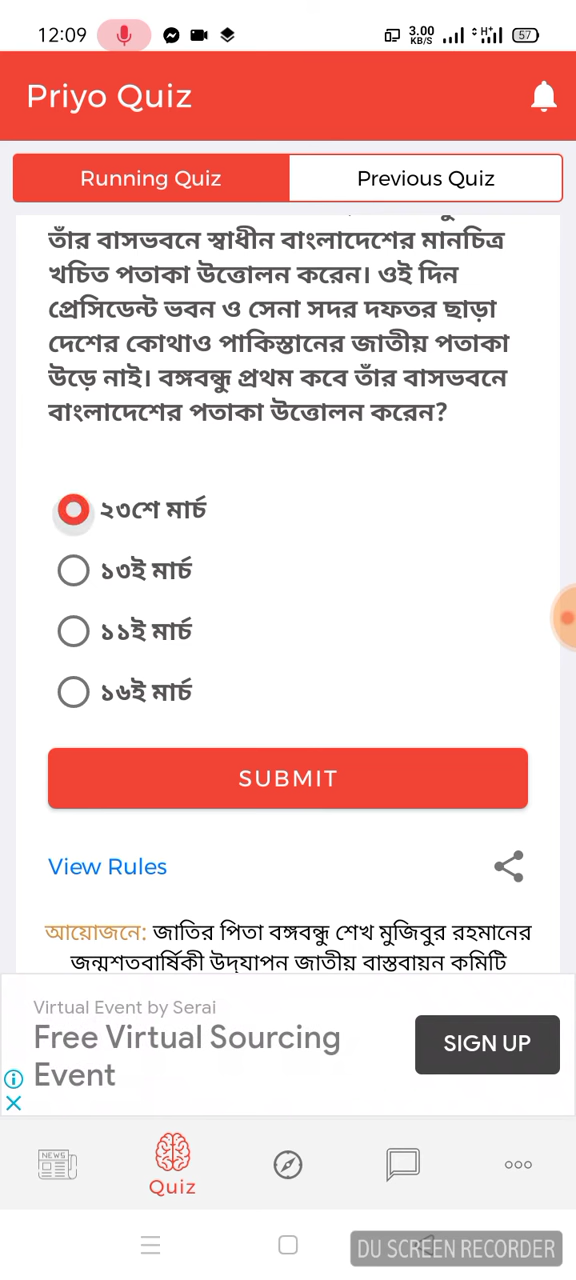 12:09
3.00
KB/S
H+
57
Priyo Quiz
Running Quiz
Previous Quiz
তাঁর বাসভবনে স্বাধীন বাংলাদেশের মানচিত্র
খচিত পতাকা উত্তোলন করেন। ওই দিন
প্রেসিডেন্ট ভবন ও সেনা সদর দফতর ছাড়া
দেশের কোথাও পাকিস্তানের জাতীয় পতাকা
উড়ে নাই। বঙ্গবন্ধু প্রথম কবে তাঁর বাসভবনে
বাংলাদেশের পতাকা উত্তোলন করেন?
২৩শে মার্চ
১৩ই মার্চ
১১ই মার্চ
১৬ই মার্চ
SUBMIT
View Rules
আয়োজনে: জাতির পিতা বঙ্গবন্ধু শেখ মুজিবুর রহমানের
জন্মশতবার্ষিকী উদ্‌যাপন জাতীয় বাস্তবায়ন কমিটি
Virtual Event by Serai
Free Virtual Sourcing
Event
SIGN UP
NEWS
Quiz
DU SCREEN RECORDER